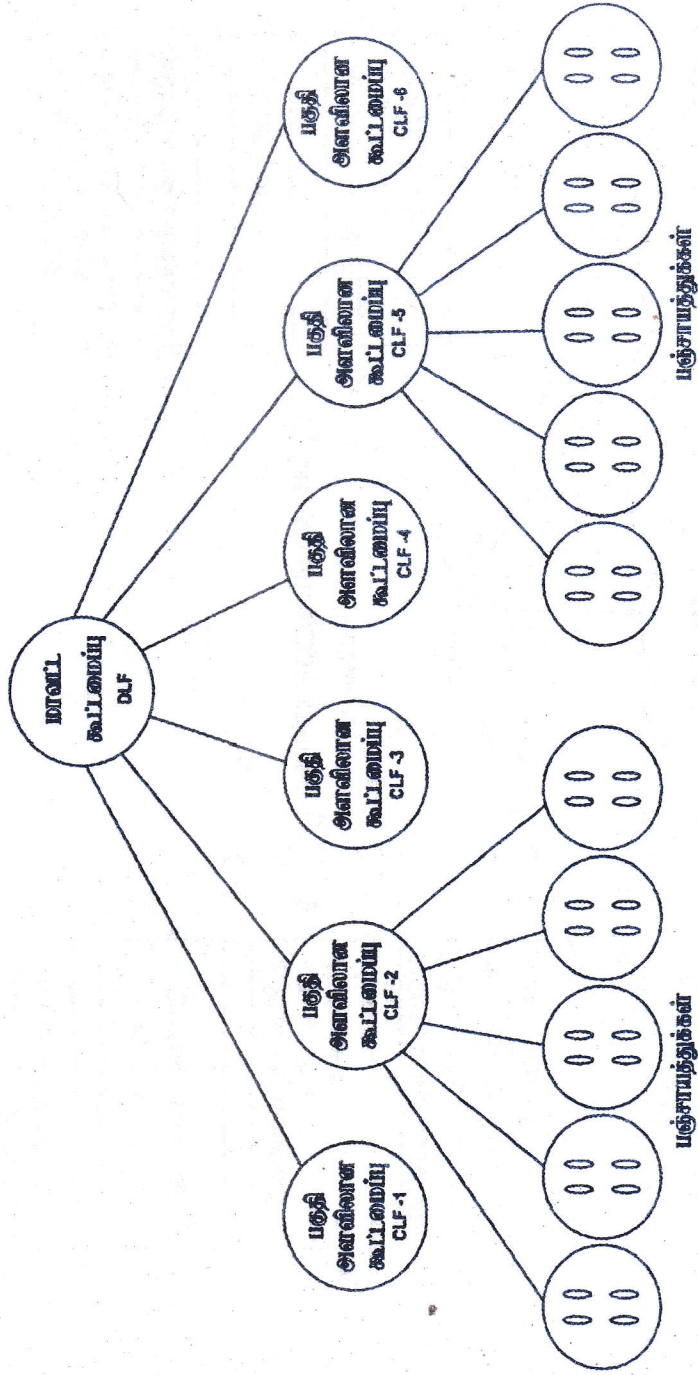 மாவட்ட
கூட்டமைப்பு
DLF
பகுதி
அளவிலான
கூட்டமைப்பு
CLF -1
பகுதி
அளவிலான
கூட்டமைப்பு
CLF -2
பகுதி
அளவிலான
கூட்டமைப்பு
CLF -3
பகுதி
அளவிலான
கூட்டமைப்பு
CLF -4
பகுதி
அளவிலான
கூட்டமைப்பு
CLF -5
பகுதி
அளவிலான
கூட்டமைப்பு
CLF -6
பஞ்சாயத்துக்கள்
பஞ்சாயத்துக்கள்